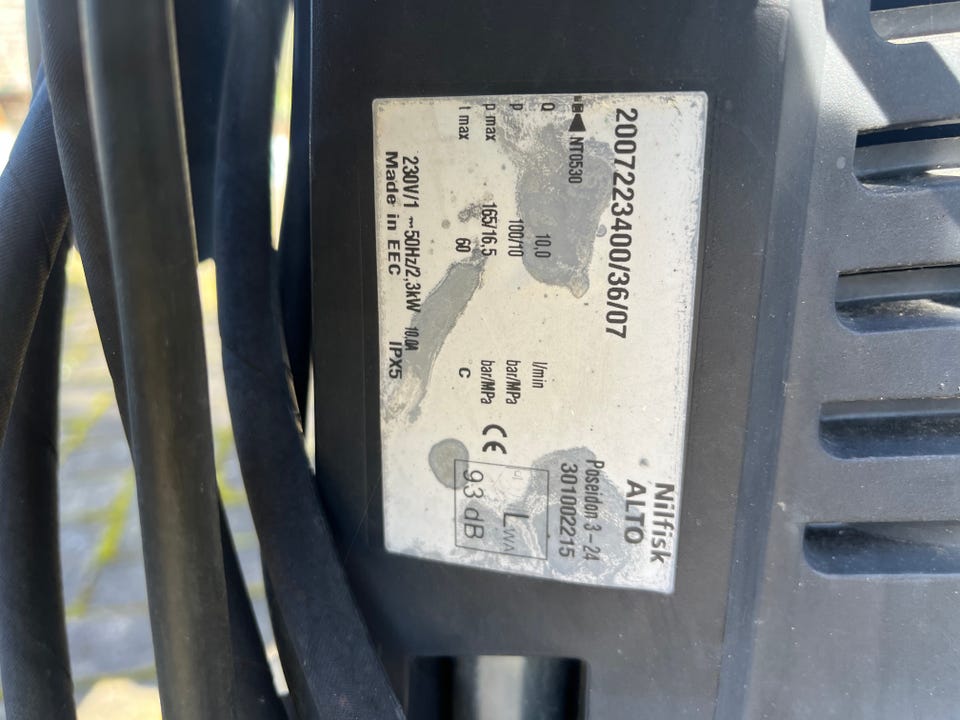 2007223400/36/07
Nilfisk
ALTO
Poseidon 3-24
301002215
NT0530
Q 10,0 l/min
p 100/10 bar/MPa
p max 165/16,5 bar/MPa
t max 60 C
CE
LWA
93 dB
230V/1 ~50Hz/2,3kW 10.0A
Made in EEC IPX5